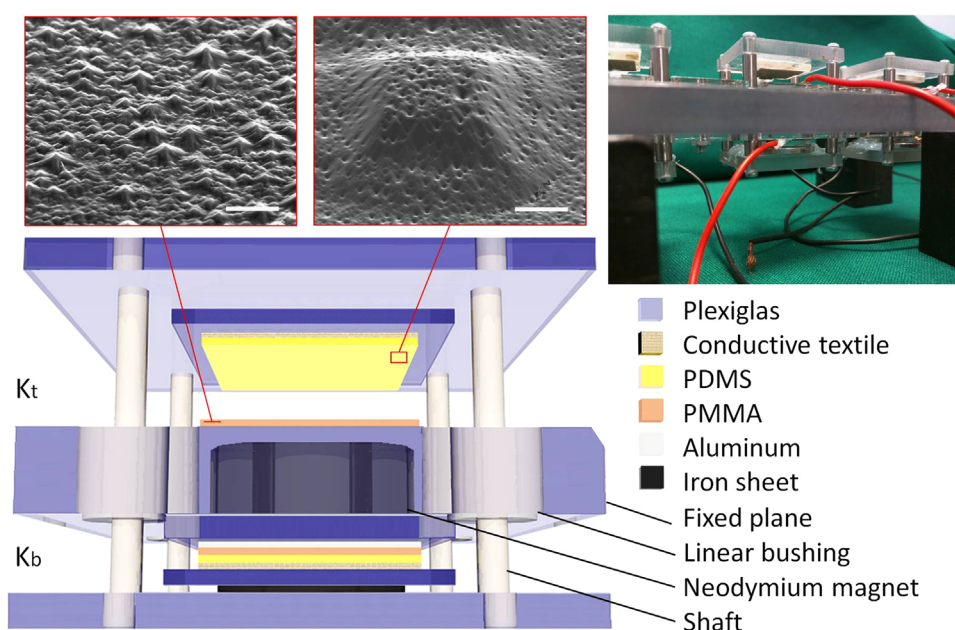 Plexiglas
Conductive textile
PDMS
PMMA
Aluminum
Iron sheet
Fixed plane
Linear bushing
Neodymium magnet
Shaft
Kt
Kb